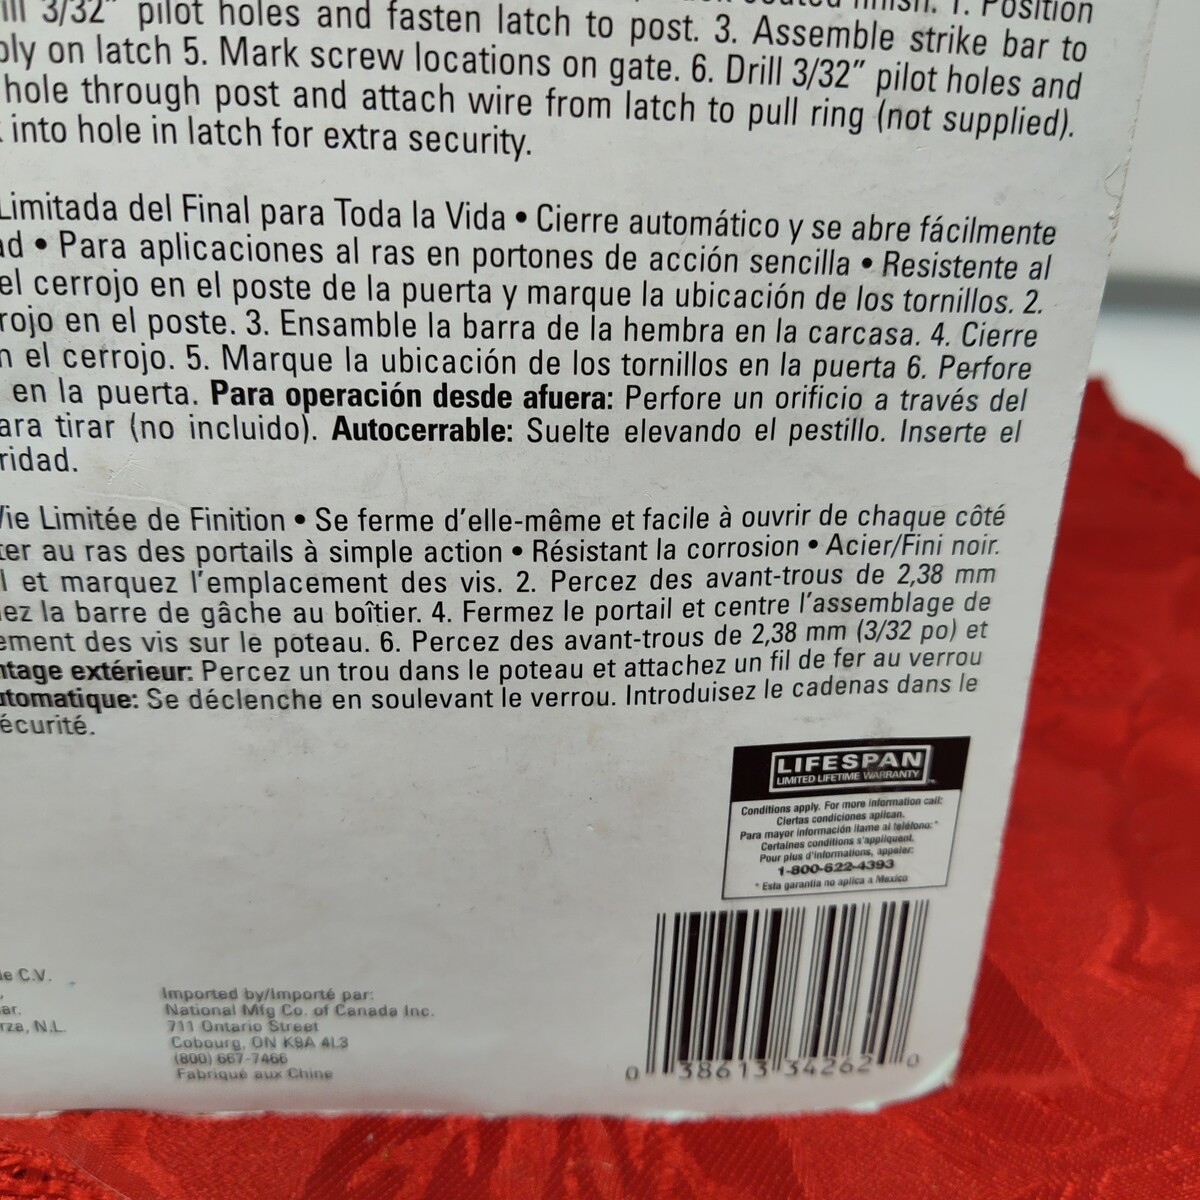 3/32" pilot holes and fasten latch to post. 3. Assemble strike bar to
on latch 5. Mark screw locations on gate. 6. Drill 3/32" pilot holes and
hole through post and attach wire from latch to pull ring (not supplied).
into hole in latch for extra security.
Limitada del Final para Toda la Vida • Cierre automático y se abre fácilmente
ad • Para aplicaciones al ras en portones de acción sencilla • Resistente al
el cerrojo en el poste de la puerta y marque la ubicación de los tornillos. 2.
rojo en el poste. 3. Ensamble la barra de la hembra en la carcasa. 4. Cierre
n el cerrojo. 5. Marque la ubicación de los tornillos en la puerta 6. Perfore
en la puerta. Para operación desde afuera: Perfore un orificio a través del
ara tirar (no incluido). Autocerrable: Suelte elevando el pestillo. Inserte el
ridad.
Vie Limitée de Finition • Se ferme d'elle-même et facile à ouvrir de chaque côté
ter au ras des portails à simple action • Résistant la corrosion • Acier/Fini noir.
l et marquez l'emplacement des vis. 2. Percez des avant-trous de 2,38 mm
ez la barre de gâche au boîtier. 4. Fermez le portail et centre l'assemblage de
ement des vis sur le poteau. 6. Percez des avant-trous de 2,38 mm (3/32 po) et
ntage extérieur: Percez un trou dans le poteau et attachez un fil de fer au verrou
utomatique: Se déclenche en soulevant le verrou. Introduisez le cadenas dans le
écurité.
LIFESPAN
LIMITED LIFETIME WARRANTY
Conditions apply. For more information call:
Ciertas condiciones aplican.
Para mayor información llame al teléfono:*
Certaines conditions s'appliquent.
Pour plus d'informations, appeler:
1-800-622-4393
* Esta garantía no aplica a Mexico
de C.V.
ar.
rza, N.L.
Imported by/Importé par:
National Mfg Co. of Canada Inc.
711 Ontario Street
Cobourg, ON K9A 4L3
(800) 667-7466
Fabriqué aux Chine
0 38613 34262 0